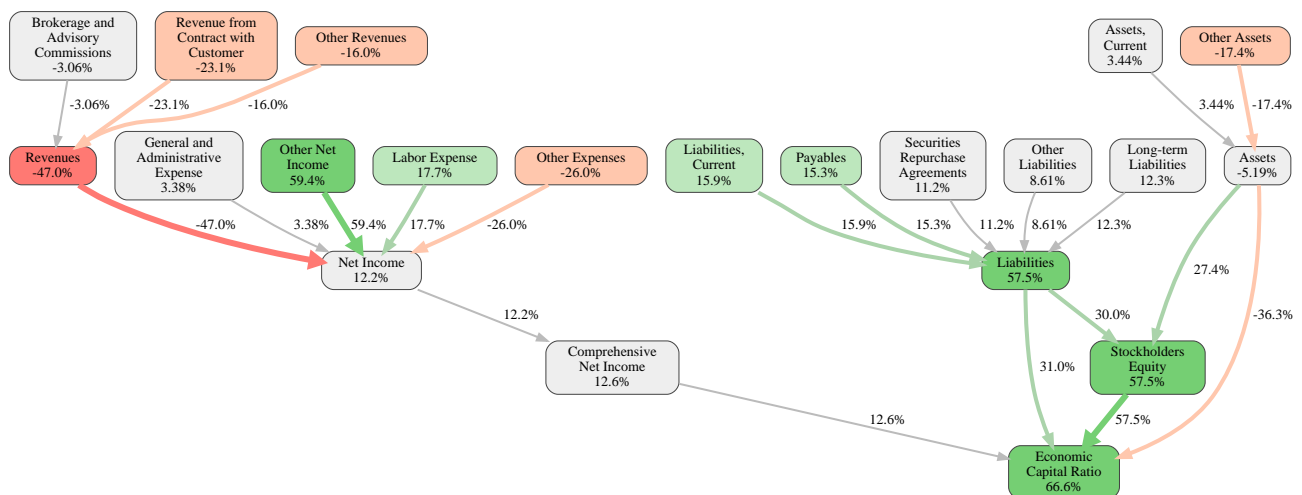 Brokerage and
Advisory
Commissions
-3.06%
Revenue from
Contract with
Customer
-23.1%
Other Revenues
-16.0%
Assets,
Current
3.44%
Other Assets
-17.4%
-3.06%
-23.1%
-16.0%
3.44%
-17.4%
Revenues
-47.0%
General and
Administrative
Expense
3.38%
Other Net
Income
59.4%
Labor Expense
17.7%
Other Expenses
-26.0%
Liabilities,
Current
15.9%
Payables
15.3%
Securities
Repurchase
Agreements
11.2%
Other
Liabilities
8.61%
Long-term
Liabilities
12.3%
Assets
-5.19%
-47.0%
3.38%
59.4%
17.7%
-26.0%
15.9%
15.3%
11.2%
8.61%
12.3%
Net Income
12.2%
Liabilities
57.5%
27.4%
12.2%
30.0%
-36.3%
Comprehensive
Net Income
12.6%
31.0%
Stockholders
Equity
57.5%
12.6%
57.5%
Economic
Capital Ratio
66.6%